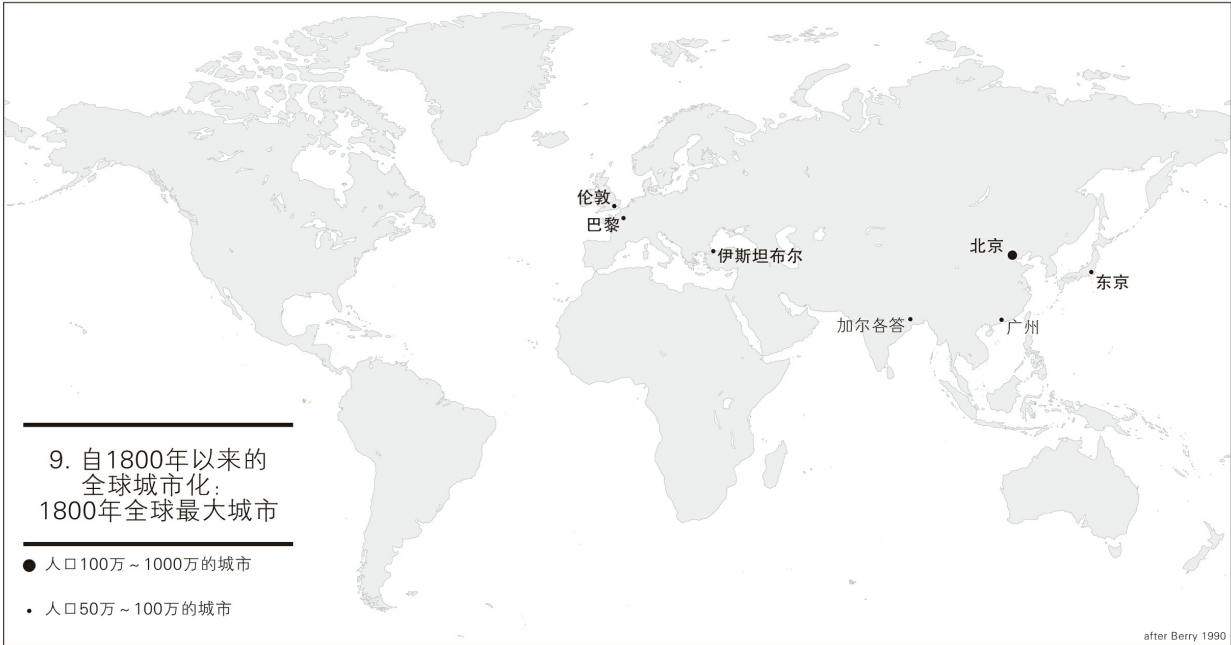 伦敦
巴黎
伊斯坦布尔
北京
东京
加尔各答
广州
9. 自1800年以来的
全球城市化:
1800年全球最大城市
人口100万~1000万的城市
人口50万~100万的城市
after Berry 1990